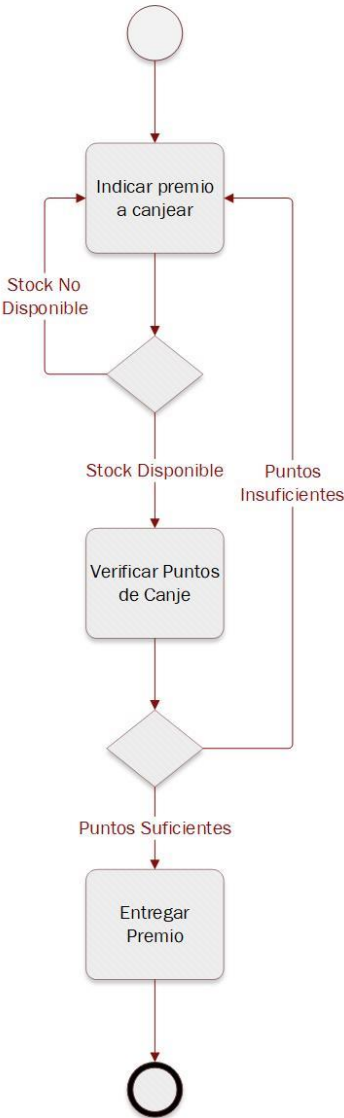 Indicar premio
a canjear
Stock No
Disponible
Stock Disponible
Puntos
Insuficientes
Verificar Puntos
de Canje
Puntos Suficientes
Entregar
Premio